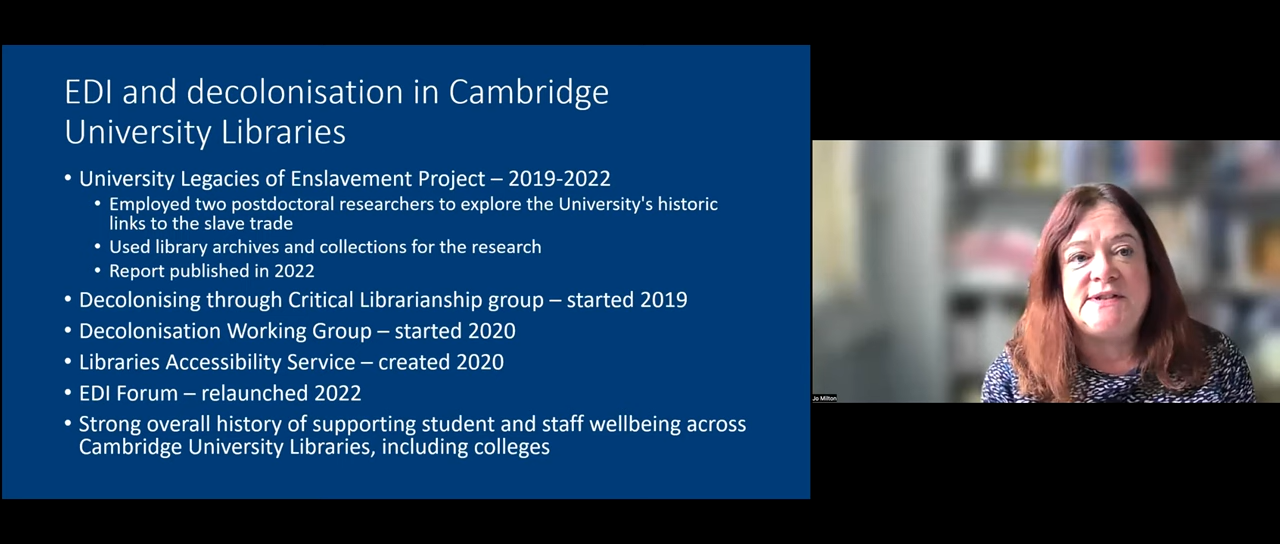 EDI and decolonisation in Cambridge
University Libraries
• University Legacies of Enslavement Project – 2019-2022
• Employed two postdoctoral researchers to explore the University's historic
links to the slave trade
• Used library archives and collections for the research
• Report published in 2022
• Decolonising through Critical Librarianship group – started 2019
• Decolonisation Working Group – started 2020
• Libraries Accessibility Service – created 2020
• EDI Forum – relaunched 2022
• Strong overall history of supporting student and staff wellbeing across
Cambridge University Libraries, including colleges
Jo Milton